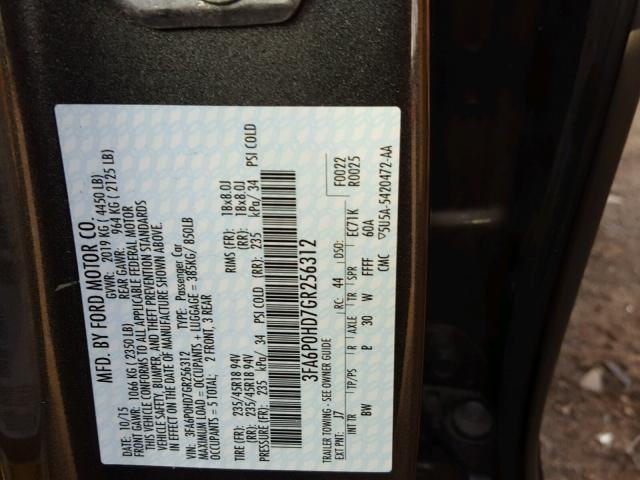 MFD. BY FORD MOTOR CO.
10/15 GVWR: 2019 KG ( 4450 LB)
FRONT GAWR: 1066 KG ( 2350 LB) REAR GAWR: 964 KG ( 2125 LB)
THIS VEHICLE CONFORMS TO ALL APPLICABLE FEDERAL MOTOR
VEHICLE SAFETY, BUMPER, AND THEFT PREVENTION STANDARDS
IN EFFECT ON THE DATE OF MANUFACTURE SHOWN ABOVE.
VIN: 3FA6P0HD7GR256312 TYPE: Passenger Car
MAXIMUM LOAD = OCCUPANTS + LUGGAGE = 385KG/ 850LB
OCCUPANTS = 5 TOTAL: 2 FRONT, 3 REAR
TIRE (FR): 235/45R18 94V RIMS (FR): 18x8.0J
(RR): 235/45R18 94V (RR): 18x8.0J
PRESSURE (FR): 235 kPa/ 34 PSI COLD (RR): 235 kPa/ 34 PSI COLD
3FA6P0HD7GR256312
TRAILER TOWING - SEE OWNER GUIDE
EXT PNT: J7 RC: 44 DSO: F0022
R0025
INT TR TP/PS R AXLE TR SPR EC71K
BW P 30 W FFF 60A
CMC 5U5A-5420472-AA